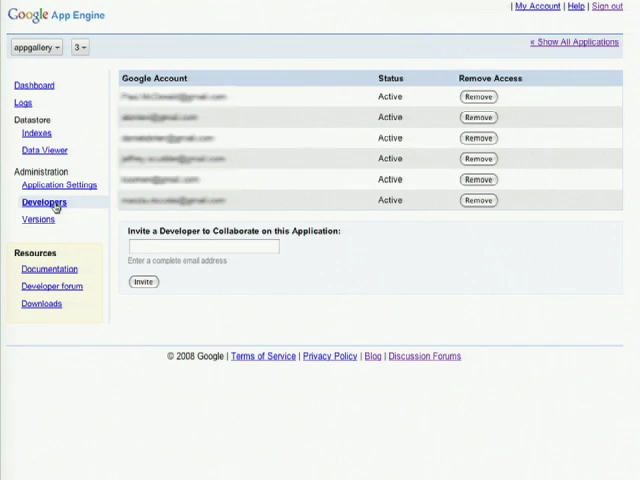 | My Account | Help | Sign out
Google App Engine
appgallery 3
« Show All Applications
Dashboard
Logs
Datastore
Indexes
Data Viewer
Administration
Application Settings
Developers
Versions
Resources
Documentation
Developer forum
Downloads
Google Account Status Remove Access
Active Remove
Active Remove
Active Remove
Active Remove
Active Remove
Active Remove
Invite a Developer to Collaborate on this Application:
Enter a complete email address
Invite
© 2008 Google | Terms of Service | Privacy Policy | Blog | Discussion Forums